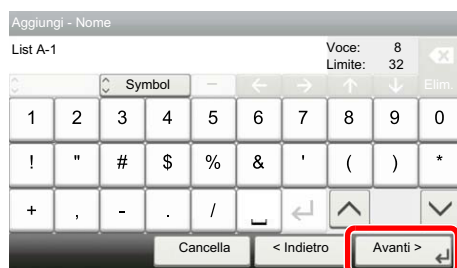 Aggiungi - Nome
List A-1 Voce: 8
Limite: 32
Symbol Elim.
1 2 3 4 5 6 7 8 9 0
! " # $ % & ' ( ) *
+ , - . /
Cancella < Indietro Avanti >